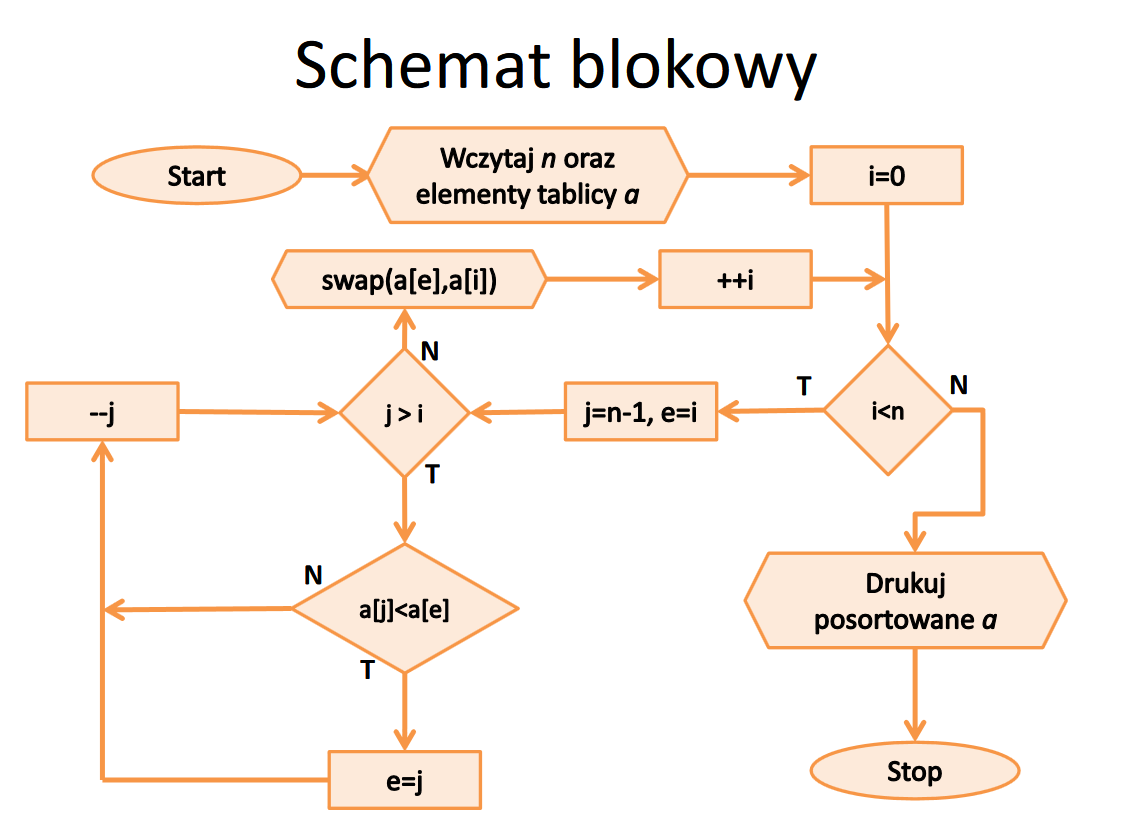 Schemat blokowy
Start
Wczytaj n oraz
elementy tablicy a
i=0
swap(a[e],a[i])
++i
N
--j
j > i
j=n-1, e=i
T
i<n
N
T
N
a[j]<a[e]
T
e=j
Drukuj
posortowane a
Stop